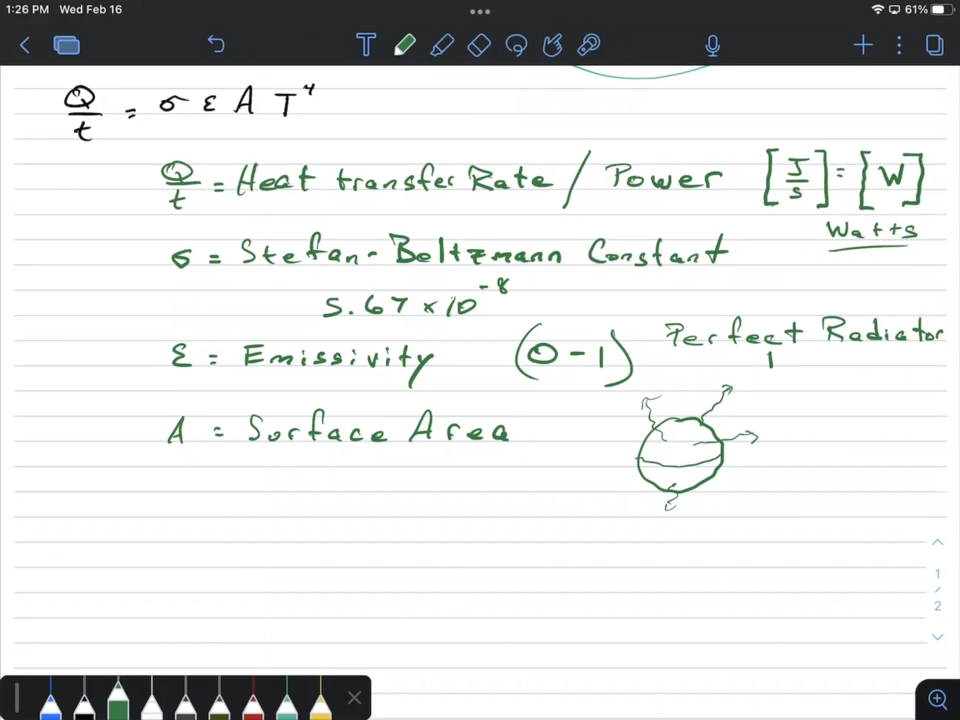 1:26 PM Wed Feb 16
61%
T
Q/t = σ ε A T⁴
Q/t = Heat transfer Rate / Power [J/s] = [W]
Watts
σ = Stefan-Boltzmann Constant
5.67 × 10⁻⁸
ε = Emissivity (0 - 1) Perfect Radiator
1
A = Surface Area
1
/
2